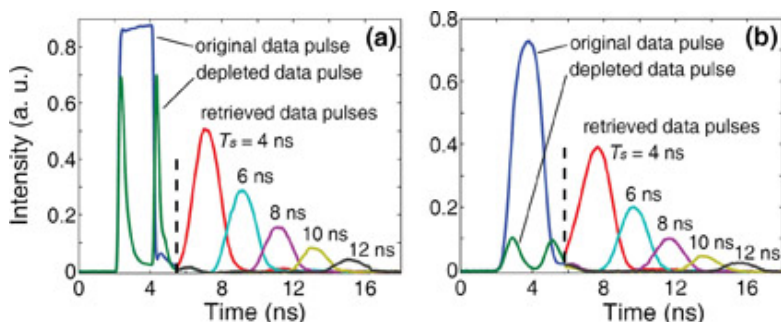 (a)
original data pulse
depleted data pulse
retrieved data pulses
Ts = 4 ns
6 ns
8 ns
10 ns
12 ns
Intensity (a. u.)
0.8
0.6
0.4
0.2
0
0 4 8 12 16
Time (ns)
(b)
original data pulse
depleted data pulse
retrieved data pulses
Ts = 4 ns
6 ns
8 ns
10 ns
12 ns
0.8
0.6
0.4
0.2
0
0 4 8 12 16
Time (ns)